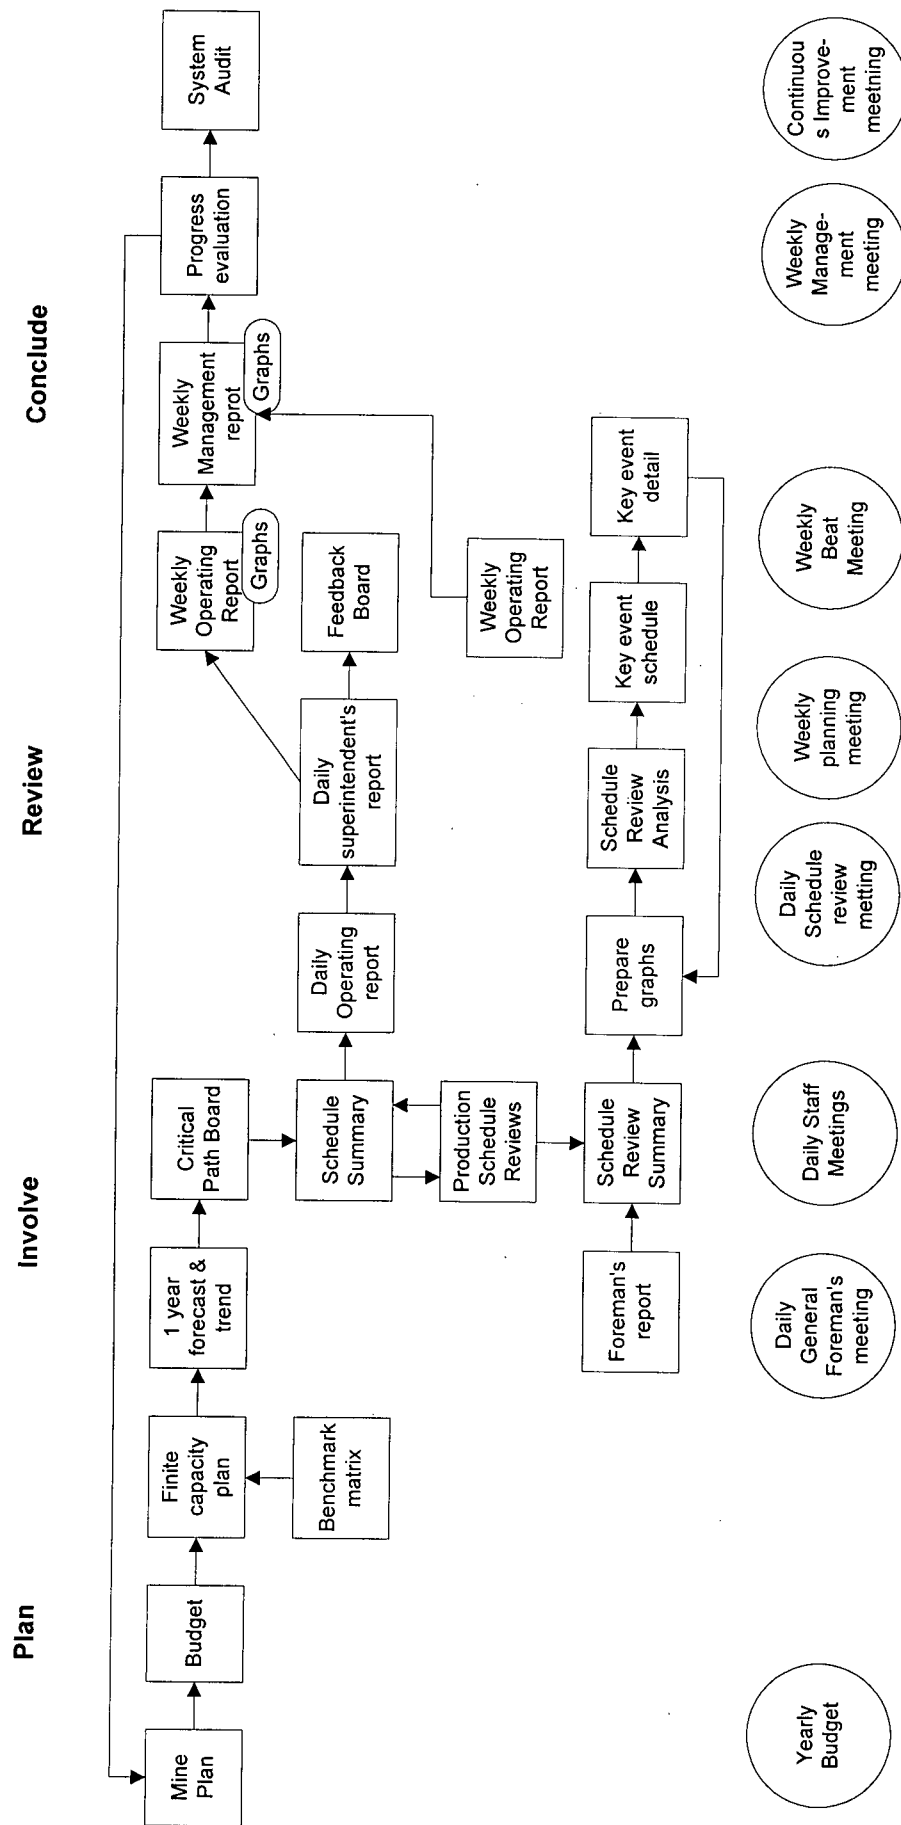 Plan
Involve
Review
Conclude
Mine
Plan
Budget
Finite
capacity
plan
1 year
forecast &
trend
Critical
Path Board
Weekly
Operating
Report
Graphs
Weekly
Management
reprot
Graphs
Progress
evaluation
System
Audit
Benchmark
matrix
Schedule
Summary
Daily
Operating
report
Daily
superintendent's
report
Feedback
Board
Production
Schedule
Reviews
Weekly
Operating
Report
Foreman's
report
Schedule
Review
Summary
Prepare
graphs
Schedule
Review
Analysis
Key event
schedule
Key event
detail
Yearly
Budget
Daily
General
Foreman's
meeting
Daily Staff
Meetings
Daily
Schedule
review
metting
Weekly
planning
meeting
Weekly
Beat
Meeting
Weekly
Manage-
ment
meeting
Continuou
s Improve-
ment
meetning